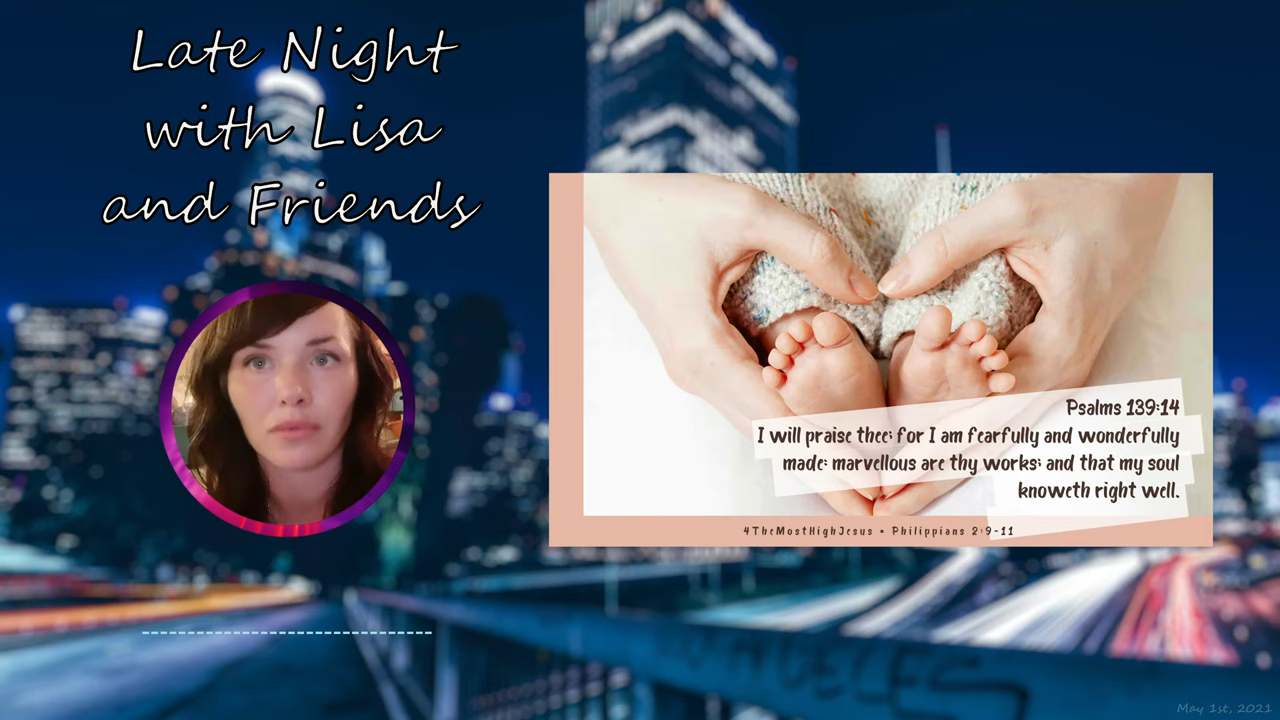 Late Night
with Lisa
and Friends
Psalms 139:14
I will praise thee; for I am fearfully and wonderfully
made: marvellous are thy works; and that my soul
knoweth right well.
4TheMostHighJesus • Philippians 2:9-11
May 1st, 2021